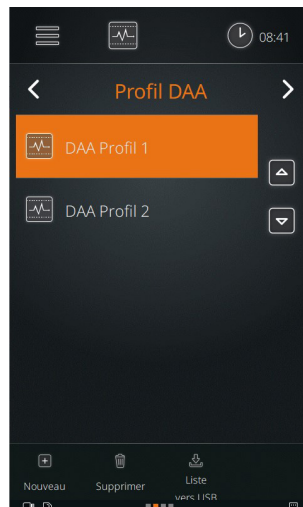 08:41
Profil DAA
DAA Profil 1
DAA Profil 2
Nouveau
Supprimer
Liste
vers USB